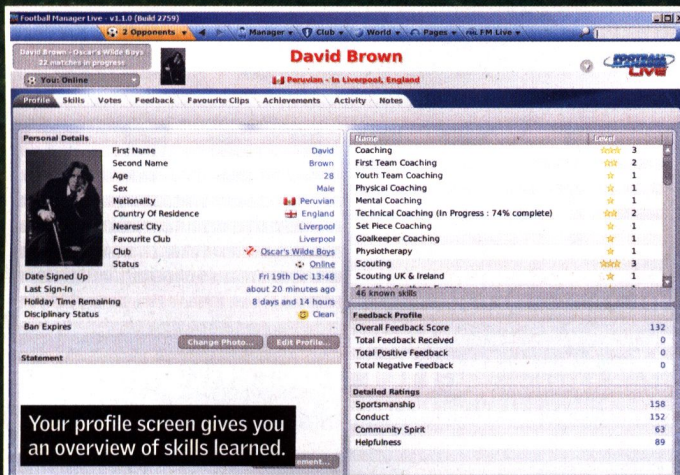 Football Manager Live - v1.1.0 (Build 2759)
2 Opponents Manager Club World Pages FM Live
David Brown - Oscar's Wilde Boys
22 matches in progress
You: Online
David Brown
Peruvian - In Liverpool, England
FOOTBALL
LIVE
Profile Skills Votes Feedback Favourite Clips Achievements Activity Notes
Personal Details
First Name David
Second Name Brown
Age 28
Sex Male
Nationality Peruvian
Country Of Residence England
Nearest City Liverpool
Favourite Club Liverpool
Club Oscar's Wilde Boys
Status Online
Date Signed Up Fri 19th Dec 13:48
Last Sign-In about 20 minutes ago
Holiday Time Remaining 8 days and 14 hours
Disciplinary Status Clean
Ban Expires -
Change Photo... Edit Profile...
Statement
Name Level
Coaching 3
First Team Coaching 2
Youth Team Coaching 1
Physical Coaching 1
Mental Coaching 1
Technical Coaching (In Progress : 74% complete) 2
Set Piece Coaching 1
Goalkeeper Coaching 1
Physiotherapy 1
Scouting 3
Scouting UK & Ireland 1
46 known skills
Feedback Profile
Overall Feedback Score 132
Total Feedback Received 0
Total Positive Feedback 0
Total Negative Feedback 0
Detailed Ratings
Sportsmanship 158
Conduct 152
Community Spirit 63
Helpfulness 89
Your profile screen gives you
an overview of skills learned.